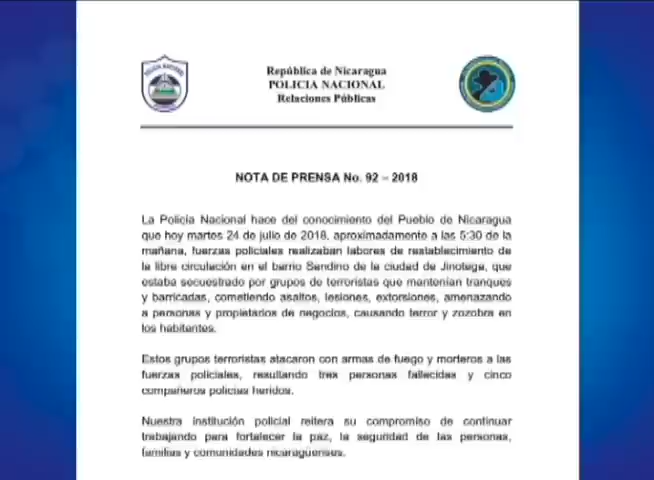 POLICIA NACIONAL
República de Nicaragua
POLICIA NACIONAL
Relaciones Públicas
NOTA DE PRENSA No. 92 – 2018
La Policía Nacional hace del conocimiento del Pueblo de Nicaragua
que hoy martes 24 de julio de 2018, aproximadamente a las 5:30 de la
mañana, fuerzas policiales realizaban labores de restablecimiento de
la libre circulación en el barrio Sandino de la ciudad de Jinotega, que
estaba secuestrado por grupos de terroristas que mantenían tranques
y barricadas, cometiendo asaltos, lesiones, extorsiones, amenazando
a personas y propietarios de negocios, causando terror y zozobra en
los habitantes.
Estos grupos terroristas atacaron con armas de fuego y morteros a las
fuerzas policiales, resultando tres personas fallecidas y cinco
compañeros policías heridos.
Nuestra institución policial reitera su compromiso de continuar
trabajando para fortalecer la paz, la seguridad de las personas,
familias y comunidades nicaragüenses.